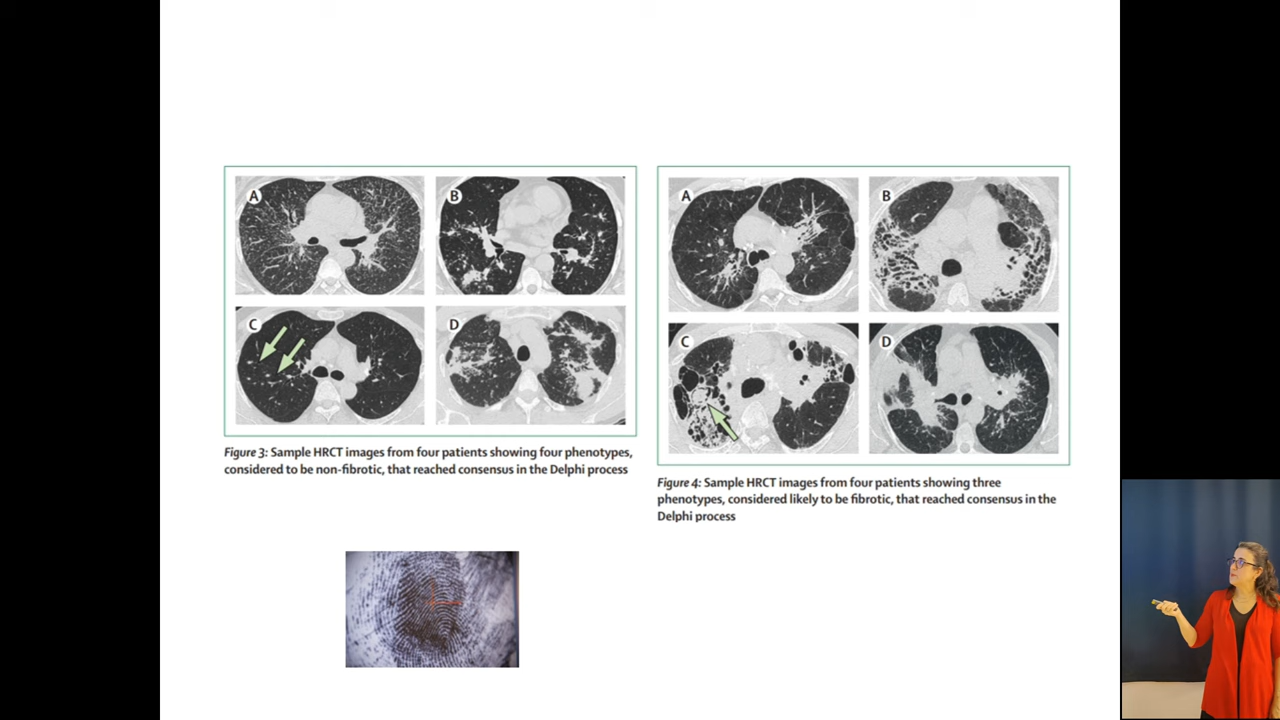 A
B
C
D
Figure 3: Sample HRCT images from four patients showing four phenotypes,
considered to be non-fibrotic, that reached consensus in the Delphi process
A
B
C
D
Figure 4: Sample HRCT images from four patients showing three
phenotypes, considered likely to be fibrotic, that reached consensus in the
Delphi process